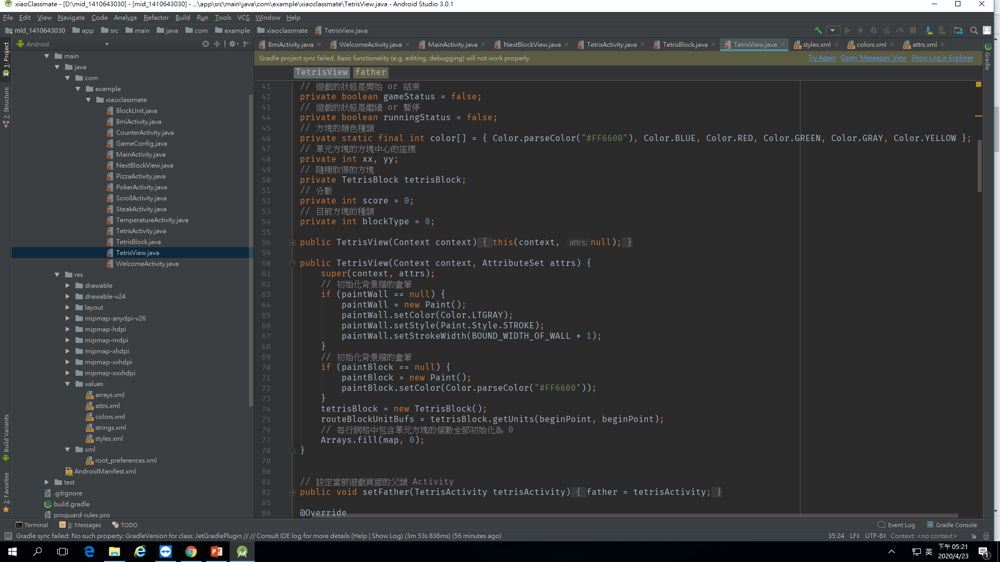 xiaoClassmate - [D:\mid_1410643030] - [mid_1410643030] - ...\app\src\main\java\com\example\xiaoclassmate\TetrisView.java - Android Studio 3.0.1
File Edit View Navigate Code Analyze Refactor Build Run Tools VCS Window Help
mid_1410643030 app src main java com example xiaoclassmate TetrisView.java
Android
BmiActivity.java WelcomeActivity.java MainActivity.java NextBlockView.java TetrisActivity.java TetrisBlock.java TetrisView.java styles.xml colors.xml attrs.xml
Gradle project sync failed. Basic functionality (e.g. editing, debugging) will not work properly. Try Again Open 'Messages' View Show Log in Explorer
TetrisView father
1: Project
7: Structure
Build Variants
2: Favorites
Gradle
main
java
com
example
xiaoclassmate
BlockUnit.java
BmiActivity.java
CounterActivity.java
GameConfig.java
MainActivity.java
NextBlockView.java
PizzaActivity.java
PokerActivity.java
ScrollActivity.java
SteakActivity.java
TemperatureActivity.java
TetrisActivity.java
TetrisBlock.java
TetrisView.java
WelcomeActivity.java
res
drawable
drawable-v24
layout
mipmap-anydpi-v26
mipmap-hdpi
mipmap-mdpi
mipmap-xhdpi
mipmap-xxhdpi
mipmap-xxxhdpi
values
arrays.xml
attrs.xml
colors.xml
strings.xml
styles.xml
xml
root_preferences.xml
AndroidManifest.xml
test
.gitignore
build.gradle
proguard-rules.pro
41 // 遊戲的狀態是開始 or 結束
42 private boolean gameStatus = false;
43 // 遊戲的狀態是繼續 or 暫停
44 private boolean runningStatus = false;
45 // 方塊的顏色種類
46 private static final int color[] = { Color.parseColor("#FF6600"), Color.BLUE, Color.RED, Color.GREEN, Color.GRAY, Color.YELLOW };
47 // 單元方塊的方塊中心的座標
48 private int xx, yy;
49 // 隨機取得的方塊
50 private TetrisBlock tetrisBlock;
51 // 分數
52 private int score = 0;
53 // 目前方塊的種類
54 private int blockType = 0;
55
56 public TetrisView(Context context) { this(context, attrs: null); }
59
60 public TetrisView(Context context, AttributeSet attrs) {
61 super(context, attrs);
62 // 初始化背景牆的畫筆
63 if (paintWall == null) {
64 paintWall = new Paint();
65 paintWall.setColor(Color.LTGRAY);
66 paintWall.setStyle(Paint.Style.STROKE);
67 paintWall.setStrokeWidth(BOUND_WIDTH_OF_WALL + 1);
68 }
69 // 初始化背景牆的畫筆
70 if (paintBlock == null) {
71 paintBlock = new Paint();
72 paintBlock.setColor(Color.parseColor("#FF6600"));
73 }
74 tetrisBlock = new TetrisBlock();
75 routeBlockUnitBufs = tetrisBlock.getUnits(beginPoint, beginPoint);
76 // 每行網格中包含單元方塊的個數全部初始化為 0
77 Arrays.fill(map, 0);
78 }
79
80
81 // 設定當前遊戲頁面的父類 Activity
82 public void setFather(TetrisActivity tetrisActivity) { father = tetrisActivity; }
85
86 @Override
Terminal 0: Messages TODO Event Log Gradle Console
Gradle sync failed: No such property: GradleVersion for class: JetGradlePlugin // // Consult IDE log for more details (Help | Show Log) (3m 53s 836ms) (56 minutes ago) 35:24 LF÷ UTF-8÷ Context: <no context>
英 下午 05:21
2020/4/23
1